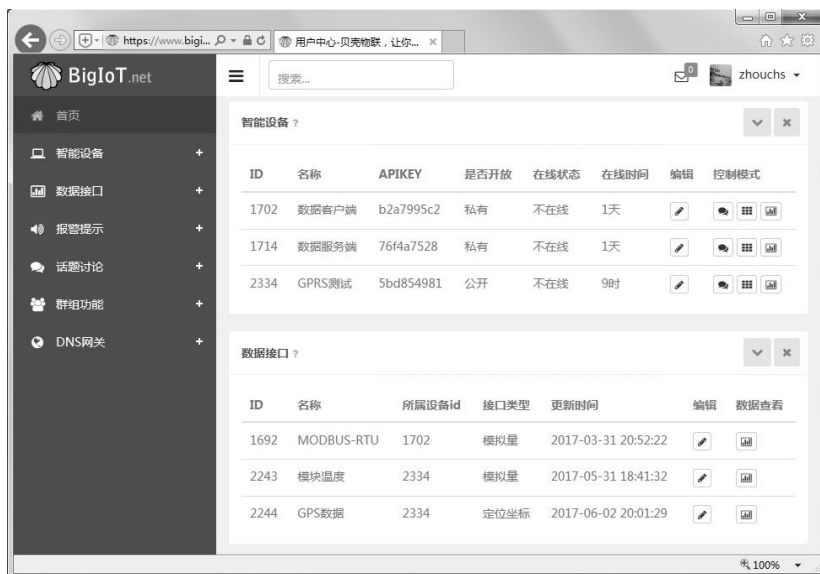 https://www.bigi... 用户中心-贝壳物联，让你...
BigIoT.net 搜索... 0 zhouchs
首页
智能设备 +
数据接口 +
报警提示 +
话题讨论 +
群组功能 +
DNS网关 +
智能设备 ?
ID 名称 APIKEY 是否开放 在线状态 在线时间 编辑 控制模式
1702 数据客户端 b2a7995c2 私有 不在线 1天
1714 数据服务端 76f4a7528 私有 不在线 1天
2334 GPRS测试 5bd854981 公开 不在线 9时
数据接口 ?
ID 名称 所属设备id 接口类型 更新时间 编辑 数据查看
1692 MODBUS-RTU 1702 模拟量 2017-03-31 20:52:22
2243 模块温度 2334 模拟量 2017-05-31 18:41:32
2244 GPS数据 2334 定位坐标 2017-06-02 20:01:29
100%